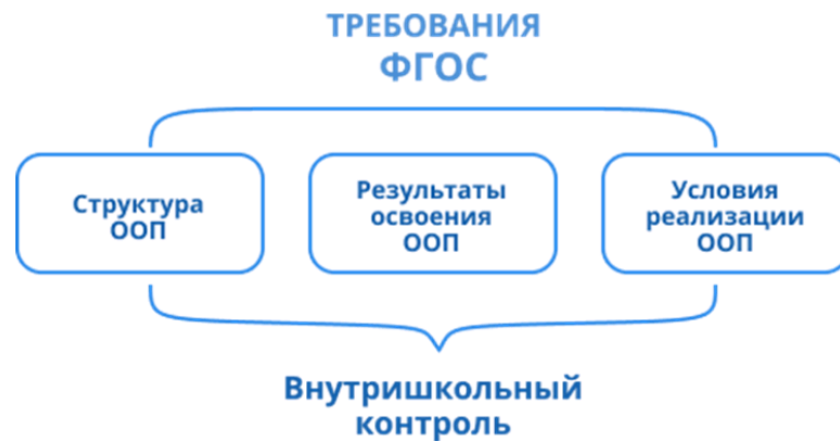 ТРЕБОВАНИЯ
ФГОС
Структура
ООП
Результаты
освоения
ООП
Условия
реализации
ООП
Внутришкольный
контроль